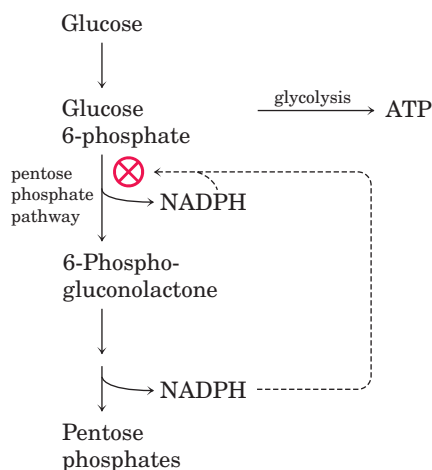 Glucose
Glucose
6-phosphate
glycolysis
ATP
pentose
phosphate
pathway
NADPH
6-Phospho-
gluconolactone
NADPH
Pentose
phosphates